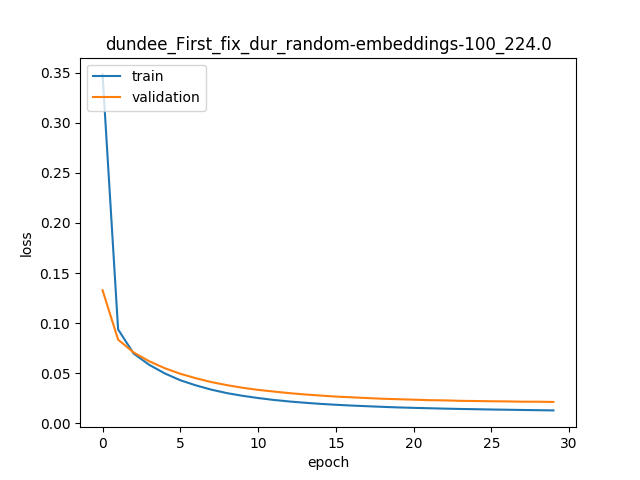 dundee_First_fix_dur_random-embeddings-100_224.0
train
validation
loss
0.35
0.30
0.25
0.20
0.15
0.10
0.05
0.00
0 5 10 15 20 25 30
epoch